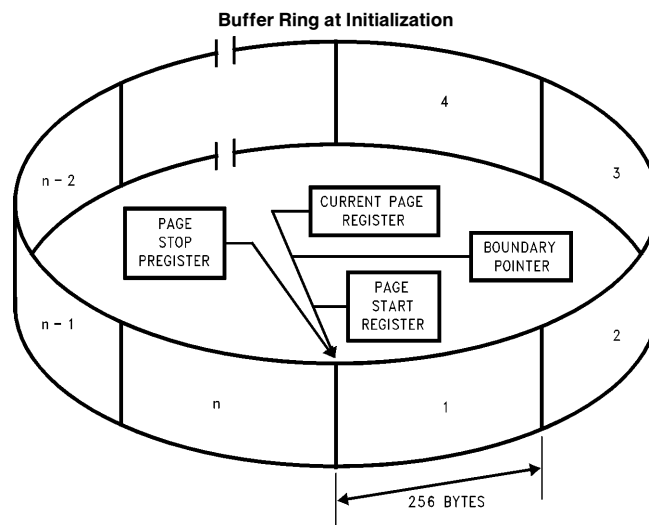 Buffer Ring at Initialization
4
3
n - 2
CURRENT PAGE
REGISTER
PAGE
STOP
PREGISTER
BOUNDARY
POINTER
PAGE
START
REGISTER
n - 1
2
n
1
256 BYTES